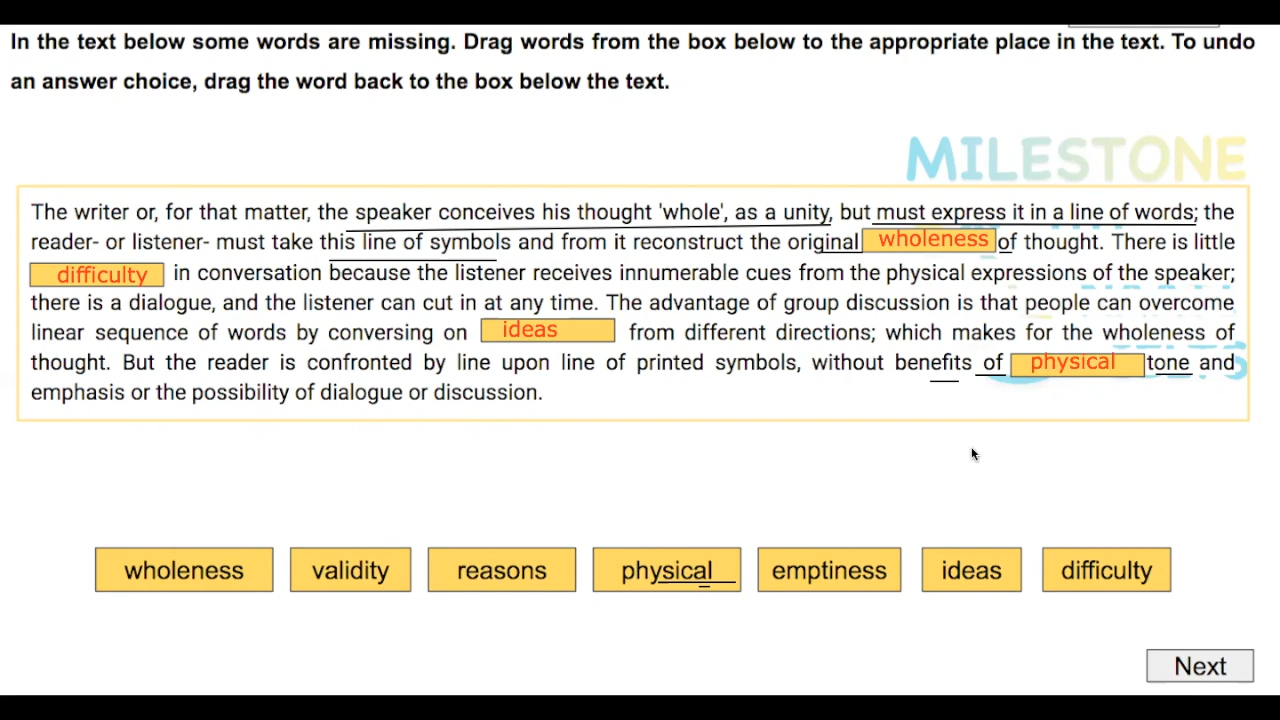 In the text below some words are missing. Drag words from the box below to the appropriate place in the text. To undo
an answer choice, drag the word back to the box below the text.
MILESTONE
The writer or, for that matter, the speaker conceives his thought 'whole', as a unity, but must express it in a line of words; the
reader- or listener- must take this line of symbols and from it reconstruct the original wholeness of thought. There is little
difficulty in conversation because the listener receives innumerable cues from the physical expressions of the speaker;
there is a dialogue, and the listener can cut in at any time. The advantage of group discussion is that people can overcome
linear sequence of words by conversing on ideas from different directions; which makes for the wholeness of
thought. But the reader is confronted by line upon line of printed symbols, without benefits of physical tone and
emphasis or the possibility of dialogue or discussion.
wholeness validity reasons physical emptiness ideas difficulty
Next